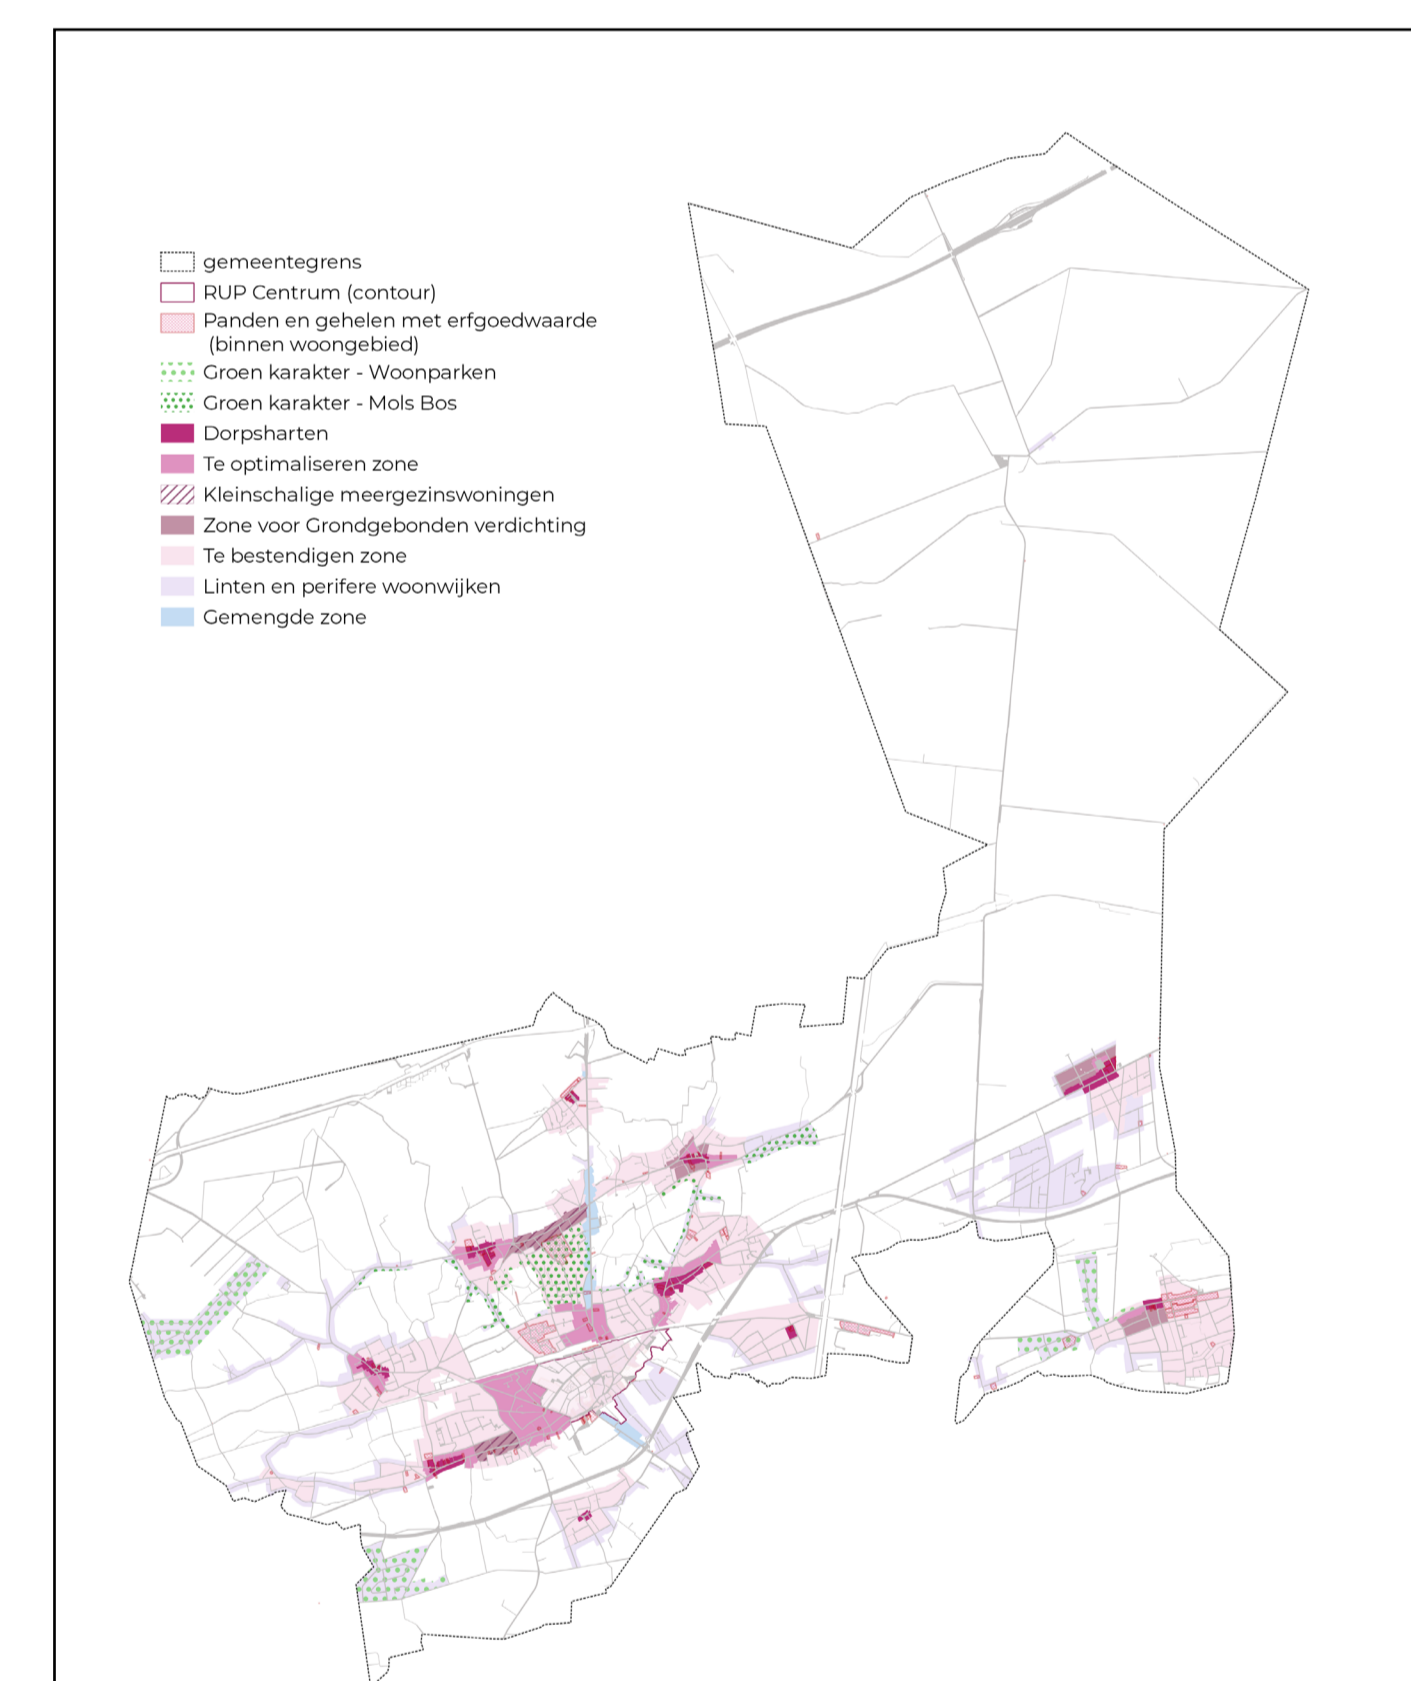 gemeentegrens
RUP Centrum (contour)
Panden en gehelen met erfgoedwaarde
(binnen woongebied)
Groen karakter - Woonparken
Groen karakter - Mols Bos
Dorpsharten
Te optimaliseren zone
Kleinschalige meergezinswoningen
Zone voor Grondgebonden verdichting
Te bestendigen zone
Linten en perifere woonwijken
Gemengde zone